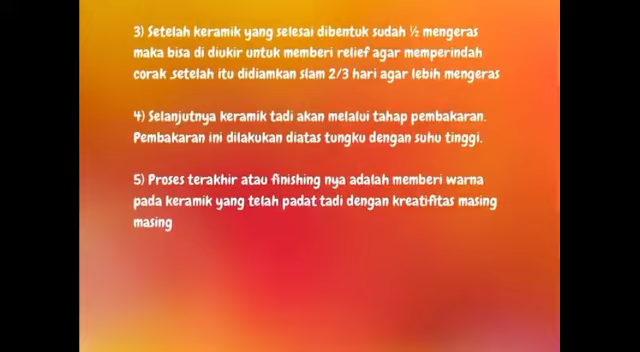 3) Setelah keramik yang selesai dibentuk sudah ½ mengeras
maka bisa di diukir untuk memberi relief agar memperindah
corak ,setelah itu didiamkan slam 2/3 hari agar lebih mengeras
4) Selanjutnya keramik tadi akan melalui tahap pembakaran.
Pembakaran ini dilakukan diatas tungku dengan suhu tinggi.
5) Proses terakhir atau finishing nya adalah memberi warna
pada keramik yang telah padat tadi dengan kreatifitas masing
masing